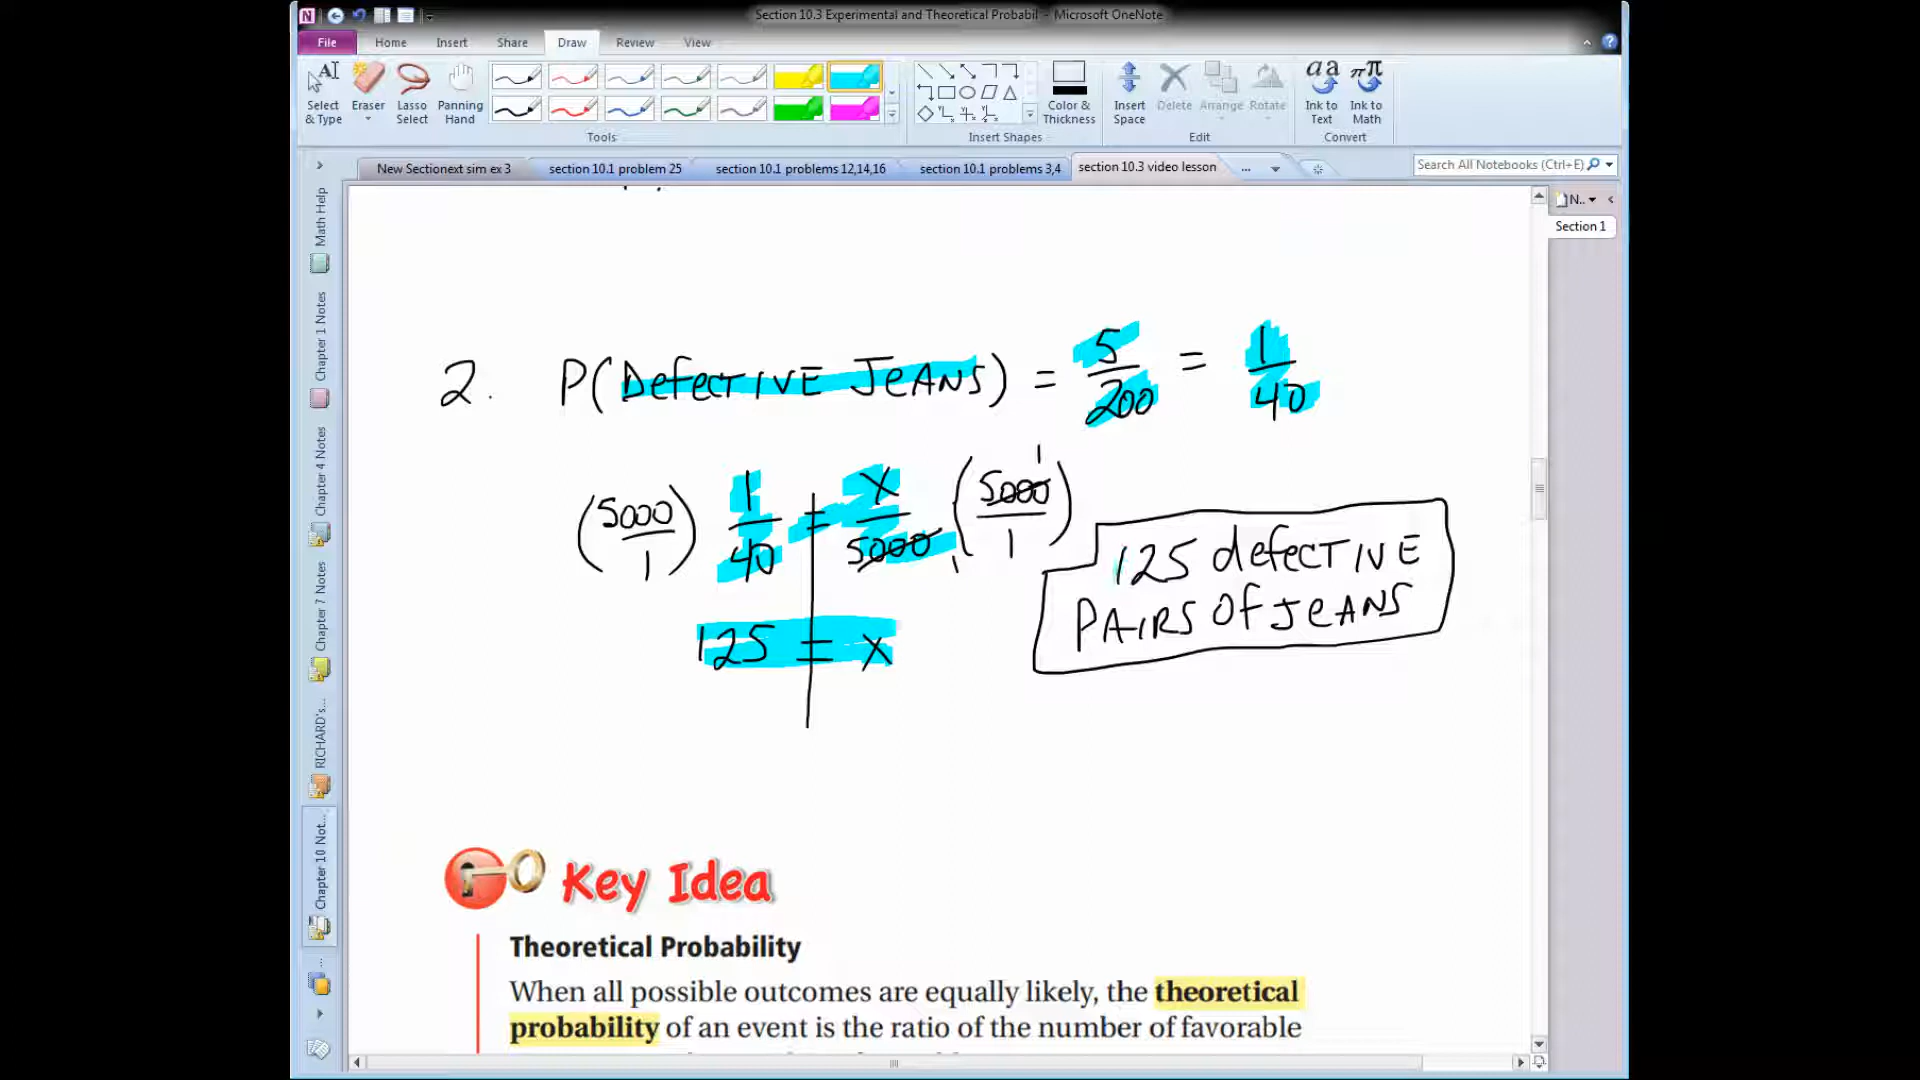 Section 10.3 Experimental and Theoretical Probabil - Microsoft OneNote
File Home Insert Share Draw Review View
Select & Type
Eraser
Lasso Select
Panning Hand
Color & Thickness
Insert Space
Delete
Arrange
Rotate
Ink to Text
Ink to Math
Tools
Insert Shapes
Edit
Convert
New Sectionext sim ex 3
section 10.1 problem 25
section 10.1 problems 12,14,16
section 10.1 problems 3,4
section 10.3 video lesson
...
Search All Notebooks (Ctrl+E)
N..
Section 1
Math Help
Chapter 1 Notes
Chapter 4 Notes
Chapter 7 Notes
RICHARD's...
Chapter 10 Not...
2. P(Defective Jeans) = 5/200 = 1/40
(5000/1) 1/40 = x/5000 (5000/1)
1
1
125 = x
125 defective
Pairs of Jeans
Key Idea
Theoretical Probability
When all possible outcomes are equally likely, the theoretical
probability of an event is the ratio of the number of favorable